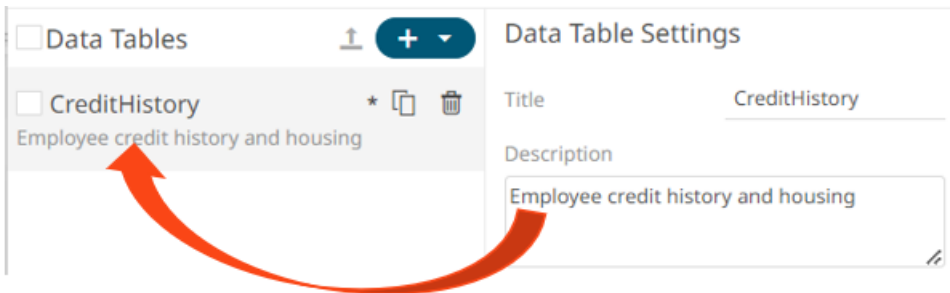 Data Tables
CreditHistory *
Employee credit history and housing
Data Table Settings
Title CreditHistory
Description
Employee credit history and housing